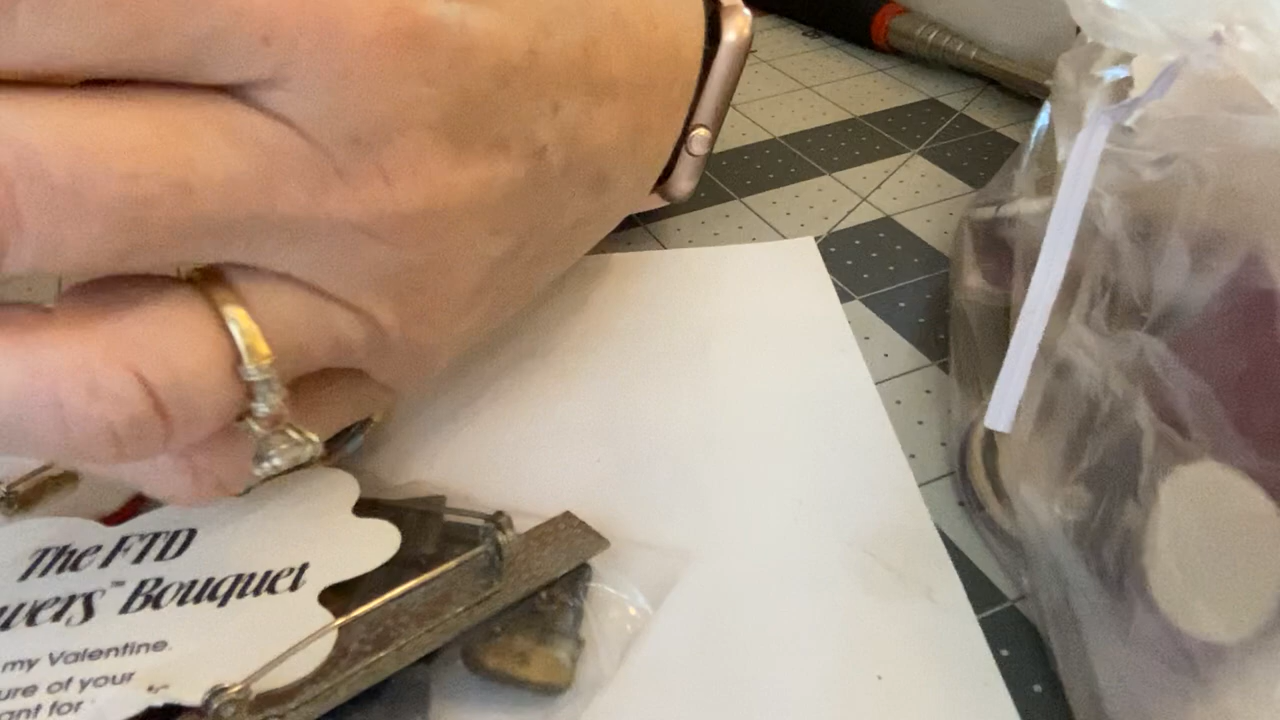 The FTD
wers™ Bouquet
my Valentine.
ure of your
ant for